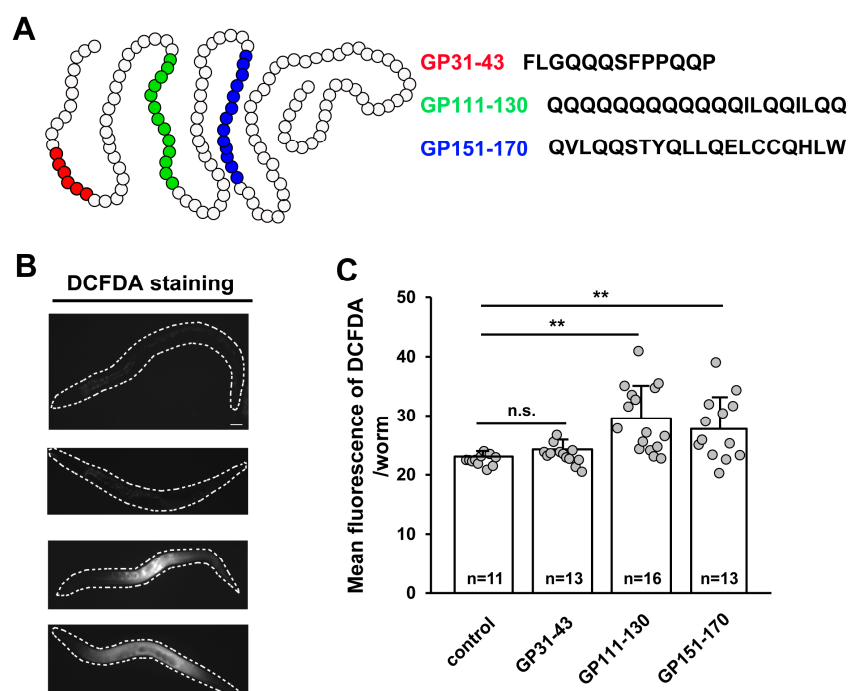 A
GP31-43 FLGQQQSFPPQQP
GP111-130 QQQQQQQQQQQQILQQILQQ
GP151-170 QVLQQSTYQLLQELCCQHLW
B
DCFDA staining
C
Mean fluorescence of DCFDA
/worm
50
40
30
20
10
0
**
**
n.s.
n=11
n=13
n=16
n=13
control
GP31-43
GP111-130
GP151-170